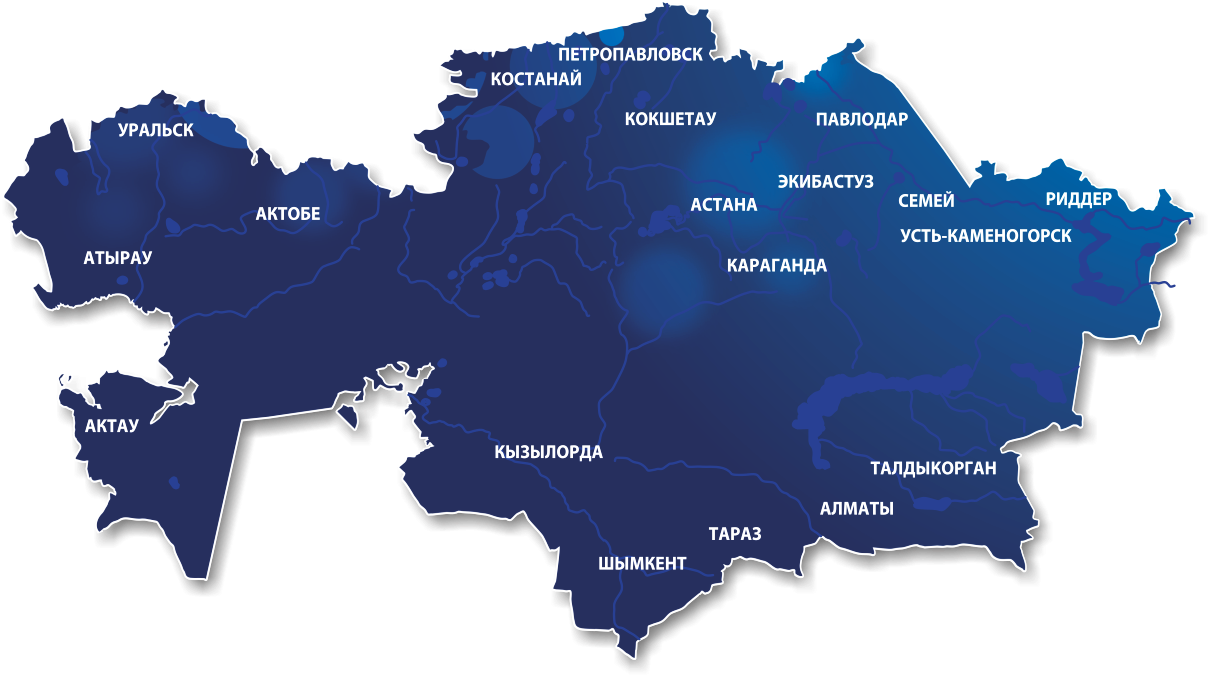 ПЕТРОПАВЛОВСК
КОСТАНАЙ
КОКШЕТАУ
ПАВЛОДАР
УРАЛЬСК
ЭКИБАСТУЗ
АСТАНА
СЕМЕЙ
РИДДЕР
АКТОБЕ
УСТЬ-КАМЕНОГОРСК
АТЫРАУ
КАРАГАНДА
АКТАУ
КЫЗЫЛОРДА
ТАЛДЫКОРГАН
АЛМАТЫ
ТАРАЗ
ШЫМКЕНТ